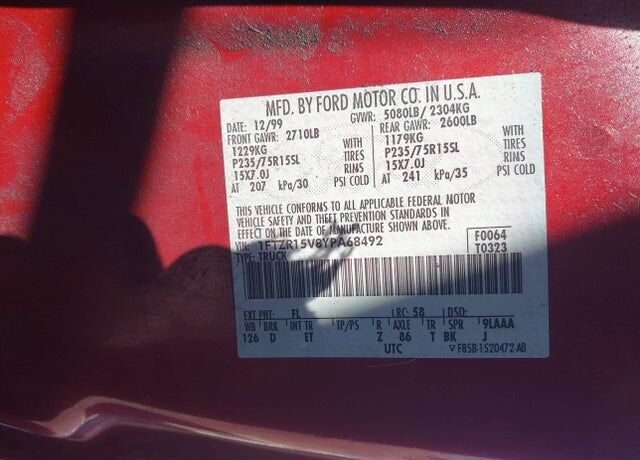 MFD. BY FORD MOTOR CO. IN U.S.A.
DATE: 12/99 GVWR: 5080LB/ 2304KG
FRONT GAWR: 2710LB REAR GAWR: 2600LB
1229KG WITH 1179KG WITH
P235/75R15SL TIRES P235/75R15SL TIRES
15X7.0J RIMS 15X7.0J RIMS
AT 207 kPa/30 PSI COLD AT 241 kPa/35 PSI COLD
THIS VEHICLE CONFORMS TO ALL APPLICABLE FEDERAL MOTOR
VEHICLE SAFETY AND THEFT PREVENTION STANDARDS IN
EFFECT ON THE DATE OF MANUFACTURE SHOWN ABOVE.
VIN: 1FTZR15V8YPA68492 F0064
TYPE: TRUCK T0323
EXT PNT: FL RC: 58 DSO:
WB BRK INT TR TP/PS R AXLE TR SPR 9LAAA
126 D ET Z 86 T BK J
UTC ▽ F85B-1520472-AB